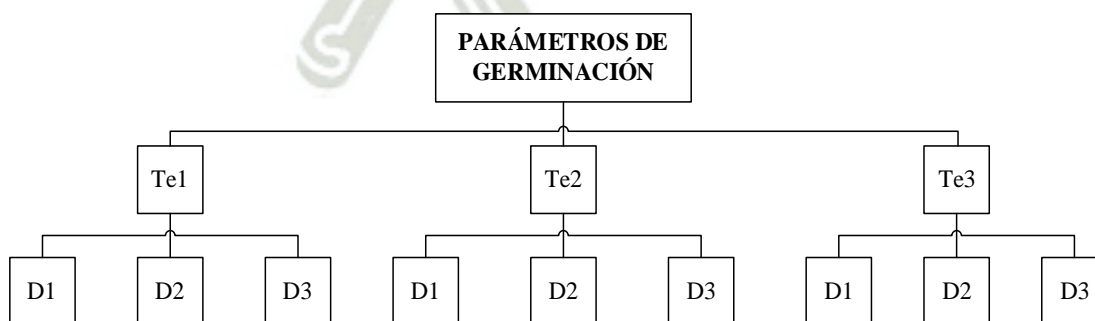 PARÁMETROS DE
GERMINACIÓN
Te1
Te2
Te3
D1
D2
D3
D1
D2
D3
D1
D2
D3